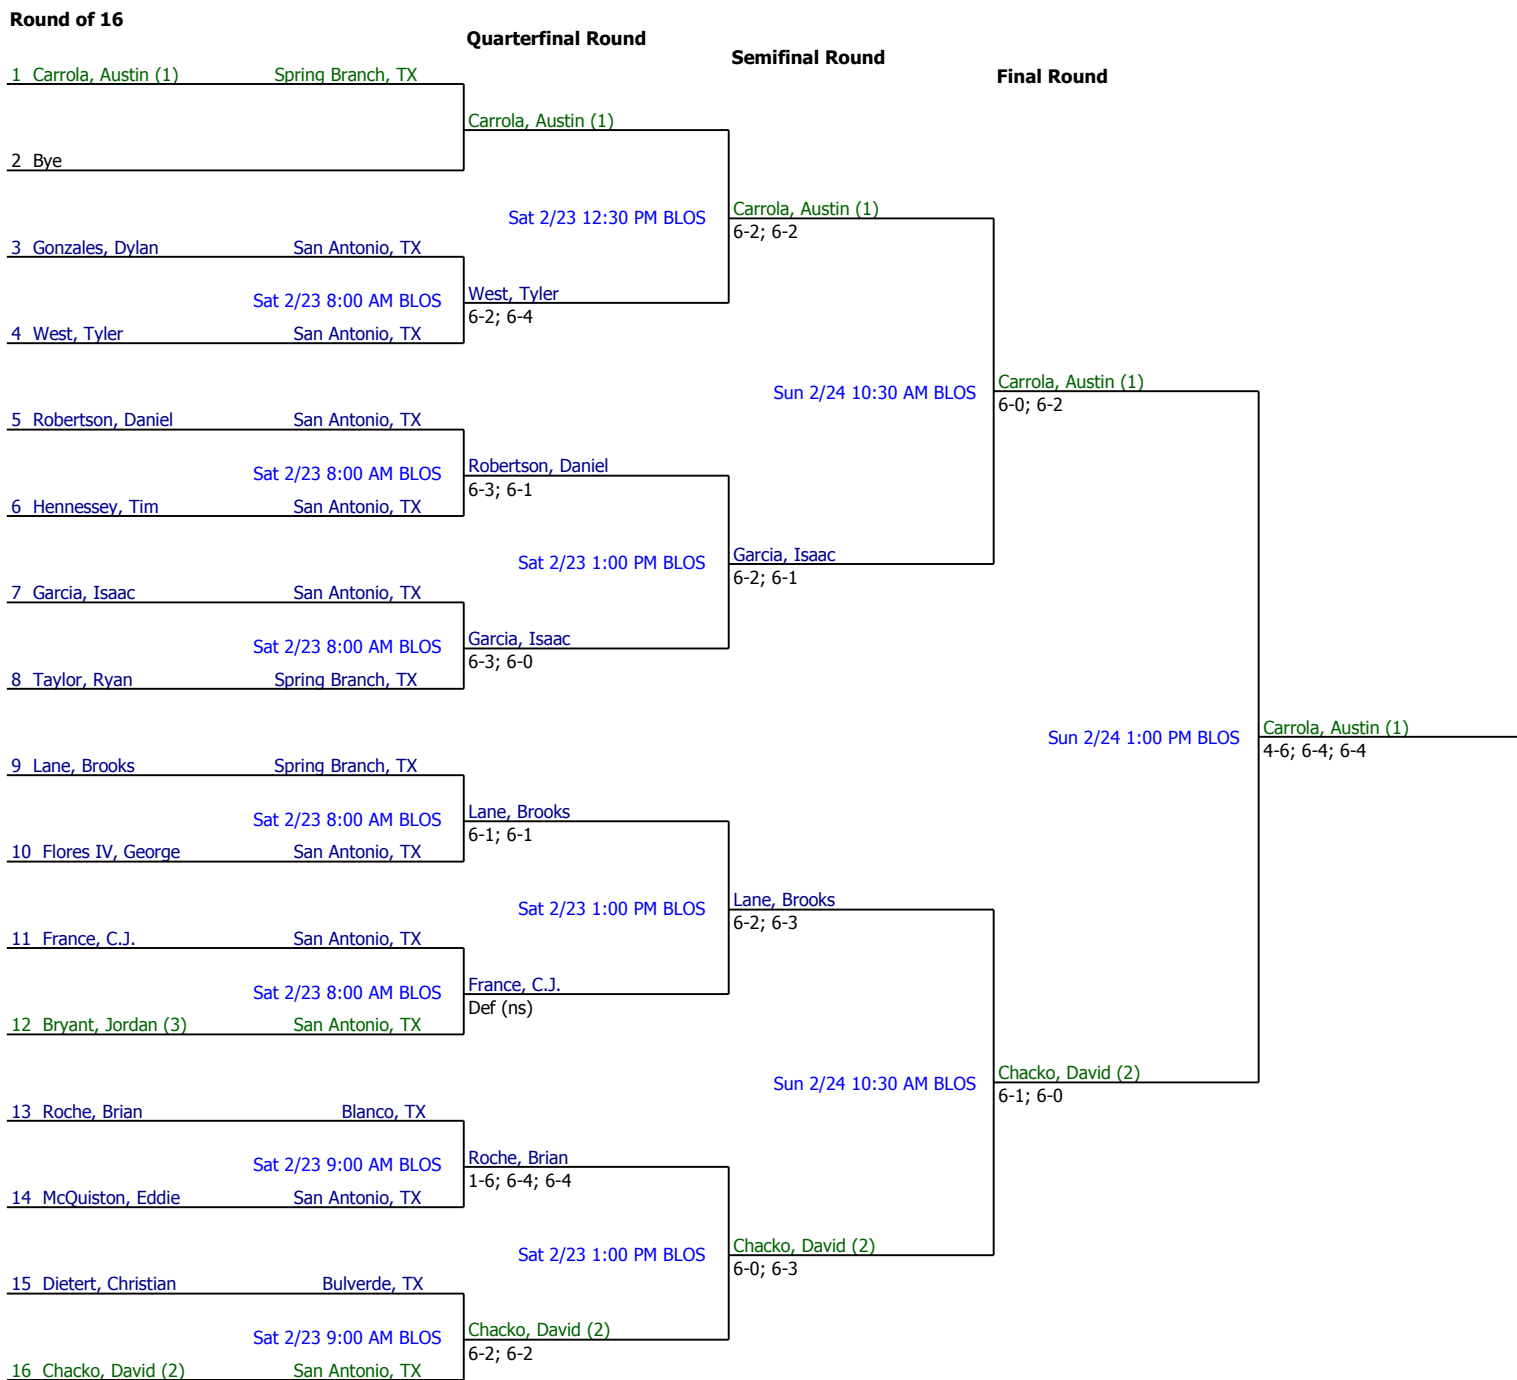 Round of 16
Quarterfinal Round
Semifinal Round
Final Round
1 Carrola, Austin (1) Spring Branch, TX
Carrola, Austin (1)
2 Bye
Sat 2/23 12:30 PM BLOS
Carrola, Austin (1)
6-2; 6-2
3 Gonzales, Dylan San Antonio, TX
Sat 2/23 8:00 AM BLOS
West, Tyler
6-2; 6-4
4 West, Tyler San Antonio, TX
Sun 2/24 10:30 AM BLOS
Carrola, Austin (1)
6-0; 6-2
5 Robertson, Daniel San Antonio, TX
Sat 2/23 8:00 AM BLOS
Robertson, Daniel
6-3; 6-1
6 Hennessey, Tim San Antonio, TX
Sat 2/23 1:00 PM BLOS
Garcia, Isaac
6-2; 6-1
7 Garcia, Isaac San Antonio, TX
Sat 2/23 8:00 AM BLOS
Garcia, Isaac
6-3; 6-0
8 Taylor, Ryan Spring Branch, TX
Sun 2/24 1:00 PM BLOS
Carrola, Austin (1)
4-6; 6-4; 6-4
9 Lane, Brooks Spring Branch, TX
Sat 2/23 8:00 AM BLOS
Lane, Brooks
6-1; 6-1
10 Flores IV, George San Antonio, TX
Sat 2/23 1:00 PM BLOS
Lane, Brooks
6-2; 6-3
11 France, C.J. San Antonio, TX
Sat 2/23 8:00 AM BLOS
France, C.J.
Def (ns)
12 Bryant, Jordan (3) San Antonio, TX
Sun 2/24 10:30 AM BLOS
Chacko, David (2)
6-1; 6-0
13 Roche, Brian Blanco, TX
Sat 2/23 9:00 AM BLOS
Roche, Brian
1-6; 6-4; 6-4
14 McQuiston, Eddie San Antonio, TX
Sat 2/23 1:00 PM BLOS
Chacko, David (2)
6-0; 6-3
15 Dietert, Christian Bulverde, TX
Sat 2/23 9:00 AM BLOS
Chacko, David (2)
6-2; 6-2
16 Chacko, David (2) San Antonio, TX